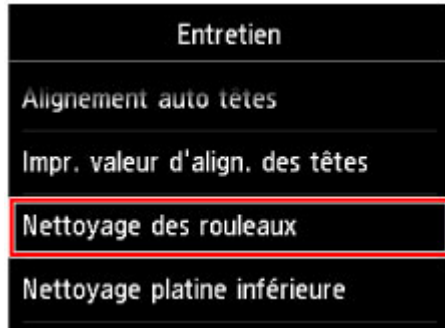 Entretien
Alignement auto têtes
Impr. valeur d'align. des têtes
Nettoyage des rouleaux
Nettoyage platine inférieure